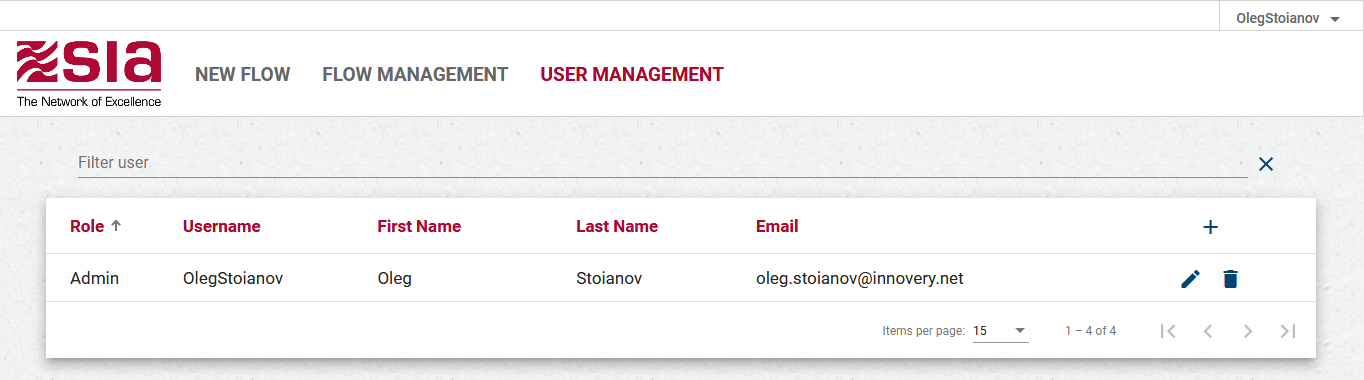 OlegStoianov
sia
The Network of Excellence
NEW FLOW FLOW MANAGEMENT USER MANAGEMENT
Filter user
Role Username First Name Last Name Email
Admin OlegStoianov Oleg Stoianov oleg.stoianov@innovery.net
Items per page: 15 1 – 4 of 4